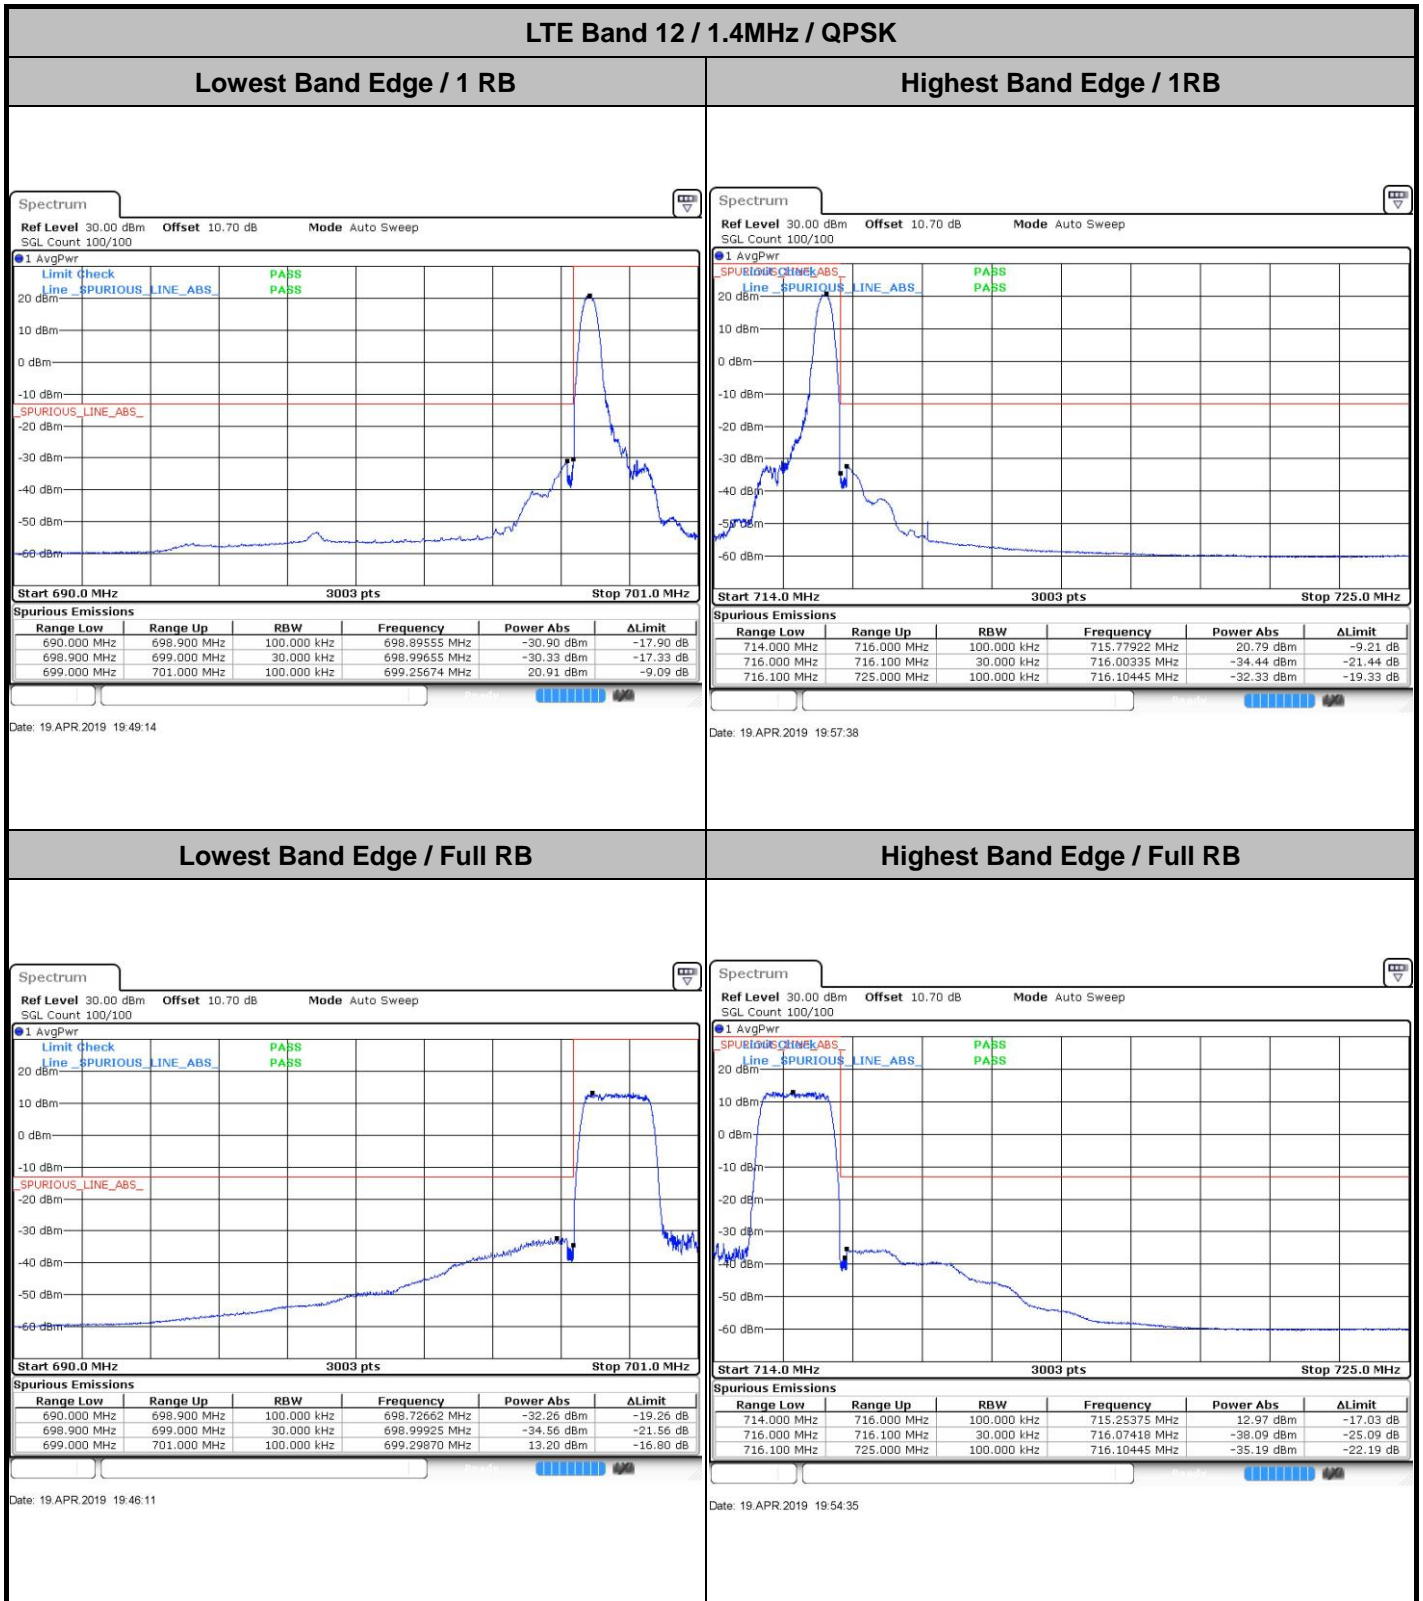 LTE Band 12 / 1.4MHz / QPSK
Lowest Band Edge / 1 RB
Highest Band Edge / 1RB
Spectrum
Ref Level 30.00 dBm Offset 10.70 dB Mode Auto Sweep
SGL Count 100/100
1 AvgPwr
Limit Check PASS
Line _SPURIOUS_LINE_ABS_ PASS
20 dBm
10 dBm
0 dBm
-10 dBm
_SPURIOUS_LINE_ABS_
-20 dBm
-30 dBm
-40 dBm
-50 dBm
-60 dBm
Start 690.0 MHz 3003 pts Stop 701.0 MHz
Spurious Emissions
Range Low Range Up RBW Frequency Power Abs ΔLimit
690.000 MHz 698.900 MHz 100.000 kHz 698.89555 MHz -30.90 dBm -17.90 dB
698.900 MHz 699.000 MHz 30.000 kHz 698.99655 MHz -30.33 dBm -17.33 dB
699.000 MHz 701.000 MHz 100.000 kHz 699.25674 MHz 20.91 dBm -9.09 dB
Date: 19.APR.2019 19:49:14
Spectrum
Ref Level 30.00 dBm Offset 10.70 dB Mode Auto Sweep
SGL Count 100/100
1 AvgPwr
_SPURIOUS_LINE_ABS_
Limit Check PASS
Line _SPURIOUS_LINE_ABS_ PASS
20 dBm
10 dBm
0 dBm
-10 dBm
-20 dBm
-30 dBm
-40 dBm
-50 dBm
-60 dBm
Start 714.0 MHz 3003 pts Stop 725.0 MHz
Spurious Emissions
Range Low Range Up RBW Frequency Power Abs ΔLimit
714.000 MHz 716.000 MHz 100.000 kHz 715.77922 MHz 20.79 dBm -9.21 dB
716.000 MHz 716.100 MHz 30.000 kHz 716.00335 MHz -34.44 dBm -21.44 dB
716.100 MHz 725.000 MHz 100.000 kHz 716.10445 MHz -32.33 dBm -19.33 dB
Date: 19.APR.2019 19:57:38
Lowest Band Edge / Full RB
Highest Band Edge / Full RB
Spectrum
Ref Level 30.00 dBm Offset 10.70 dB Mode Auto Sweep
SGL Count 100/100
1 AvgPwr
Limit Check PASS
Line _SPURIOUS_LINE_ABS_ PASS
20 dBm
10 dBm
0 dBm
-10 dBm
_SPURIOUS_LINE_ABS_
-20 dBm
-30 dBm
-40 dBm
-50 dBm
-60 dBm
Start 690.0 MHz 3003 pts Stop 701.0 MHz
Spurious Emissions
Range Low Range Up RBW Frequency Power Abs ΔLimit
690.000 MHz 698.900 MHz 100.000 kHz 698.72662 MHz -32.26 dBm -19.26 dB
698.900 MHz 699.000 MHz 30.000 kHz 698.99925 MHz -34.56 dBm -21.56 dB
699.000 MHz 701.000 MHz 100.000 kHz 699.29870 MHz 13.20 dBm -16.80 dB
Date: 19.APR.2019 19:46:11
Spectrum
Ref Level 30.00 dBm Offset 10.70 dB Mode Auto Sweep
SGL Count 100/100
1 AvgPwr
_SPURIOUS_LINE_ABS_
Limit Check PASS
Line _SPURIOUS_LINE_ABS_ PASS
20 dBm
10 dBm
0 dBm
-10 dBm
-20 dBm
-30 dBm
-40 dBm
-50 dBm
-60 dBm
Start 714.0 MHz 3003 pts Stop 725.0 MHz
Spurious Emissions
Range Low Range Up RBW Frequency Power Abs ΔLimit
714.000 MHz 716.000 MHz 100.000 kHz 715.25375 MHz 12.97 dBm -17.03 dB
716.000 MHz 716.100 MHz 30.000 kHz 716.07418 MHz -38.09 dBm -25.09 dB
716.100 MHz 725.000 MHz 100.000 kHz 716.10445 MHz -35.19 dBm -22.19 dB
Date: 19.APR.2019 19:54:35